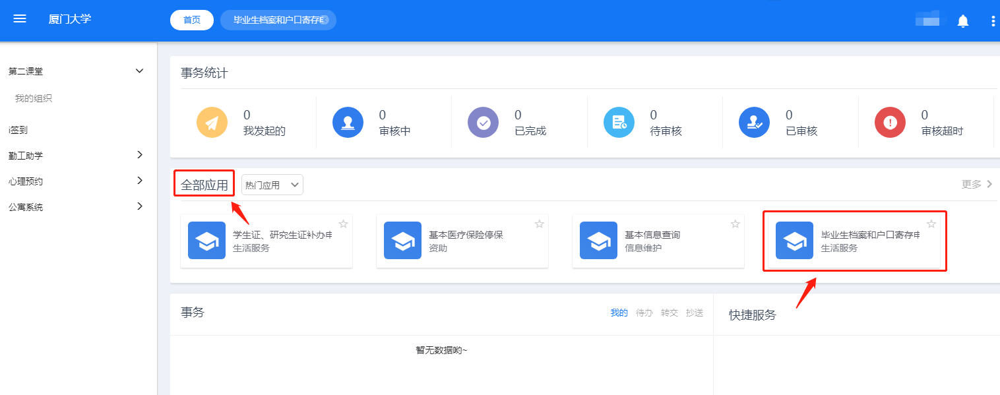 厦门大学
首页
毕业生档案和户口寄存
第二课堂
我的组织
i签到
勤工助学
心理预约
公寓系统
事务统计
0
我发起的
0
审核中
0
已完成
0
待审核
0
已审核
0
审核超时
全部应用
热门应用
更多
学生证、研究生证补办申
生活服务
基本医疗保险停保
资助
基本信息查询
信息维护
毕业生档案和户口寄存申
生活服务
事务
我的 待办 转交 抄送
暂无数据哟~
快捷服务